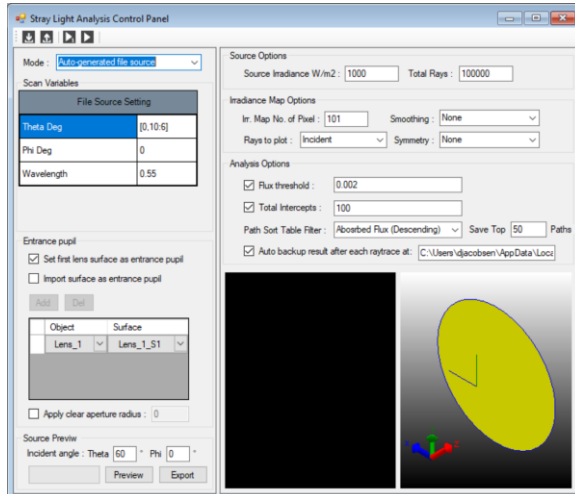 Stray Light Analysis Control Panel
Mode : Auto-generated file source
Scan Variables
File Source Setting
Theta Deg [0,10:6]
Phi Deg 0
Wavelength 0.55
Entrance pupil
Set first lens surface as entrance pupil
Import surface as entrance pupil
Add Del
Object Surface
Lens_1 Lens_1_S1
Apply clear aperture radius : 0
Source Previw
Incident angle : Theta 60 ° Phi 0 °
Preview Export
Source Options
Source Irradiance W/m2 : 1000 Total Rays : 100000
Irradiance Map Options
Irr. Map No. of Pixel : 101 Smoothing : None
Rays to plot : Incident Symmetry : None
Analysis Options
Flux threshold : 0.002
Total Intercepts : 100
Path Sort Table Filter : Abosrbed Flux (Descending) Save Top 50 Paths
Auto backup result after each raytrace at: C:\Users\djacobsen\AppData\Loca